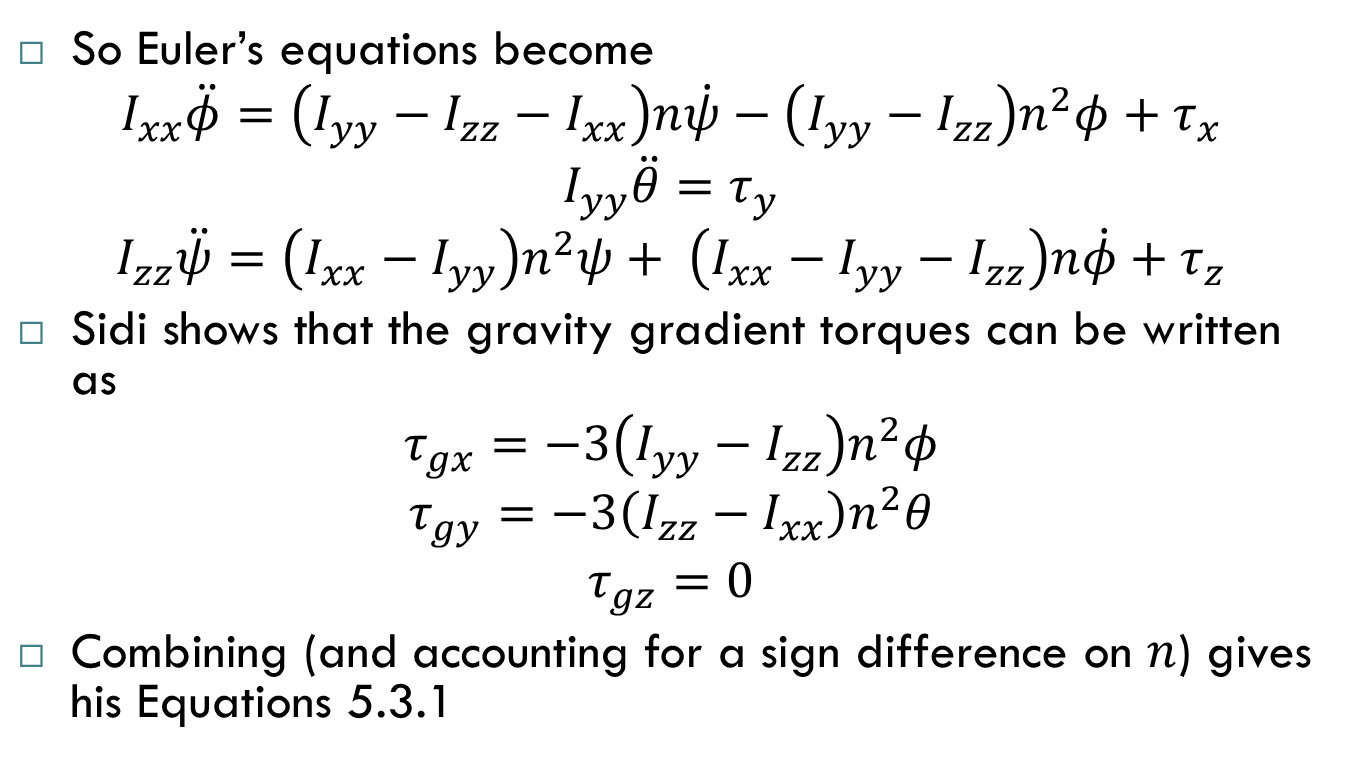 □ So Euler’s equations become
I_{xx}\ddot{\phi} = (I_{yy} − I_{zz} − I_{xx})n\dot{\psi} − (I_{yy} − I_{zz})n^2\phi + \tau_x
I_{yy}\ddot{\theta} = \tau_y
I_{zz}\ddot{\psi} = (I_{xx} − I_{yy})n^2\psi + (I_{xx} − I_{yy} − I_{zz})n\dot{\phi} + \tau_z
□ Sidi shows that the gravity gradient torques can be written
as
\tau_{gx} = −3(I_{yy} − I_{zz})n^2\phi
\tau_{gy} = −3(I_{zz} − I_{xx})n^2\theta
\tau_{gz} = 0
□ Combining (and accounting for a sign difference on n) gives
his Equations 5.3.1